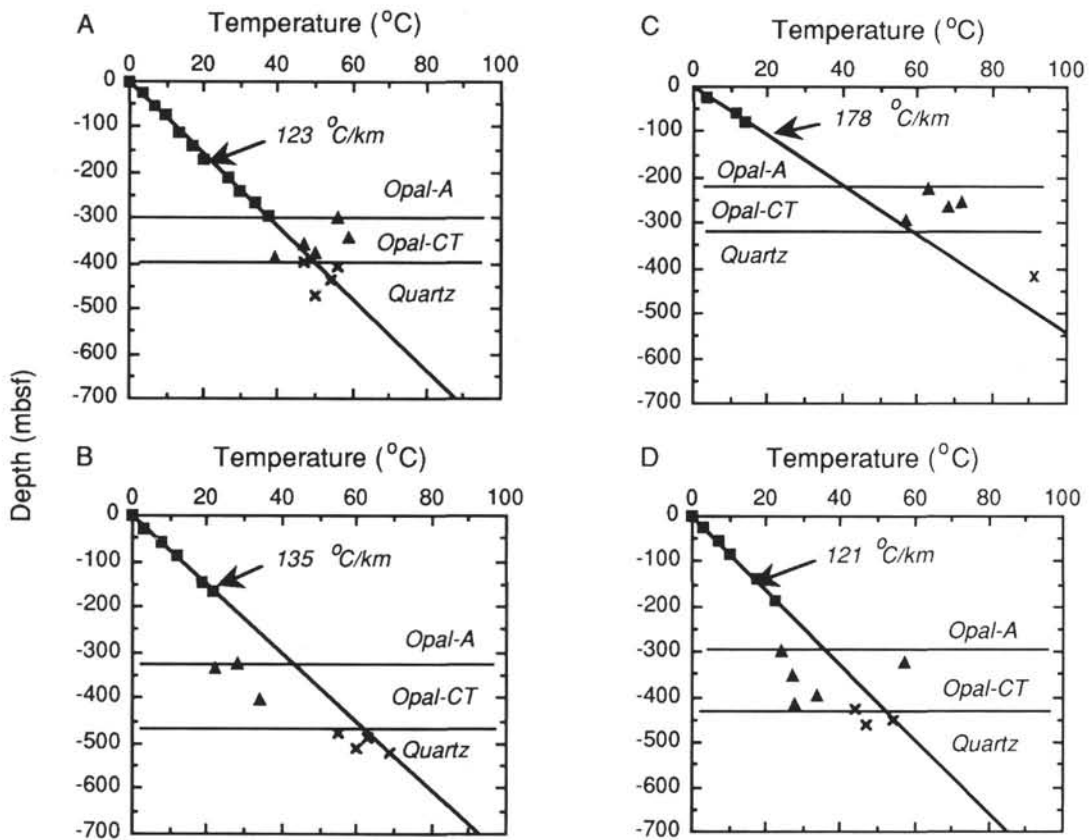 A
Temperature (°C)
0 20 40 60 80 100
0
-100
-200
-300
-400
-500
-600
-700
123 °C/km
Opal-A
Opal-CT
Quartz
C
Temperature (°C)
0 20 40 60 80 100
0
-100
-200
-300
-400
-500
-600
-700
178 °C/km
Opal-A
Opal-CT
Quartz
Depth (mbsf)
B
Temperature (°C)
0 20 40 60 80 100
0
-100
-200
-300
-400
-500
-600
-700
135 °C/km
Opal-A
Opal-CT
Quartz
D
Temperature (°C)
0 20 40 60 80 100
0
-100
-200
-300
-400
-500
-600
-700
121 °C/km
Opal-A
Opal-CT
Quartz